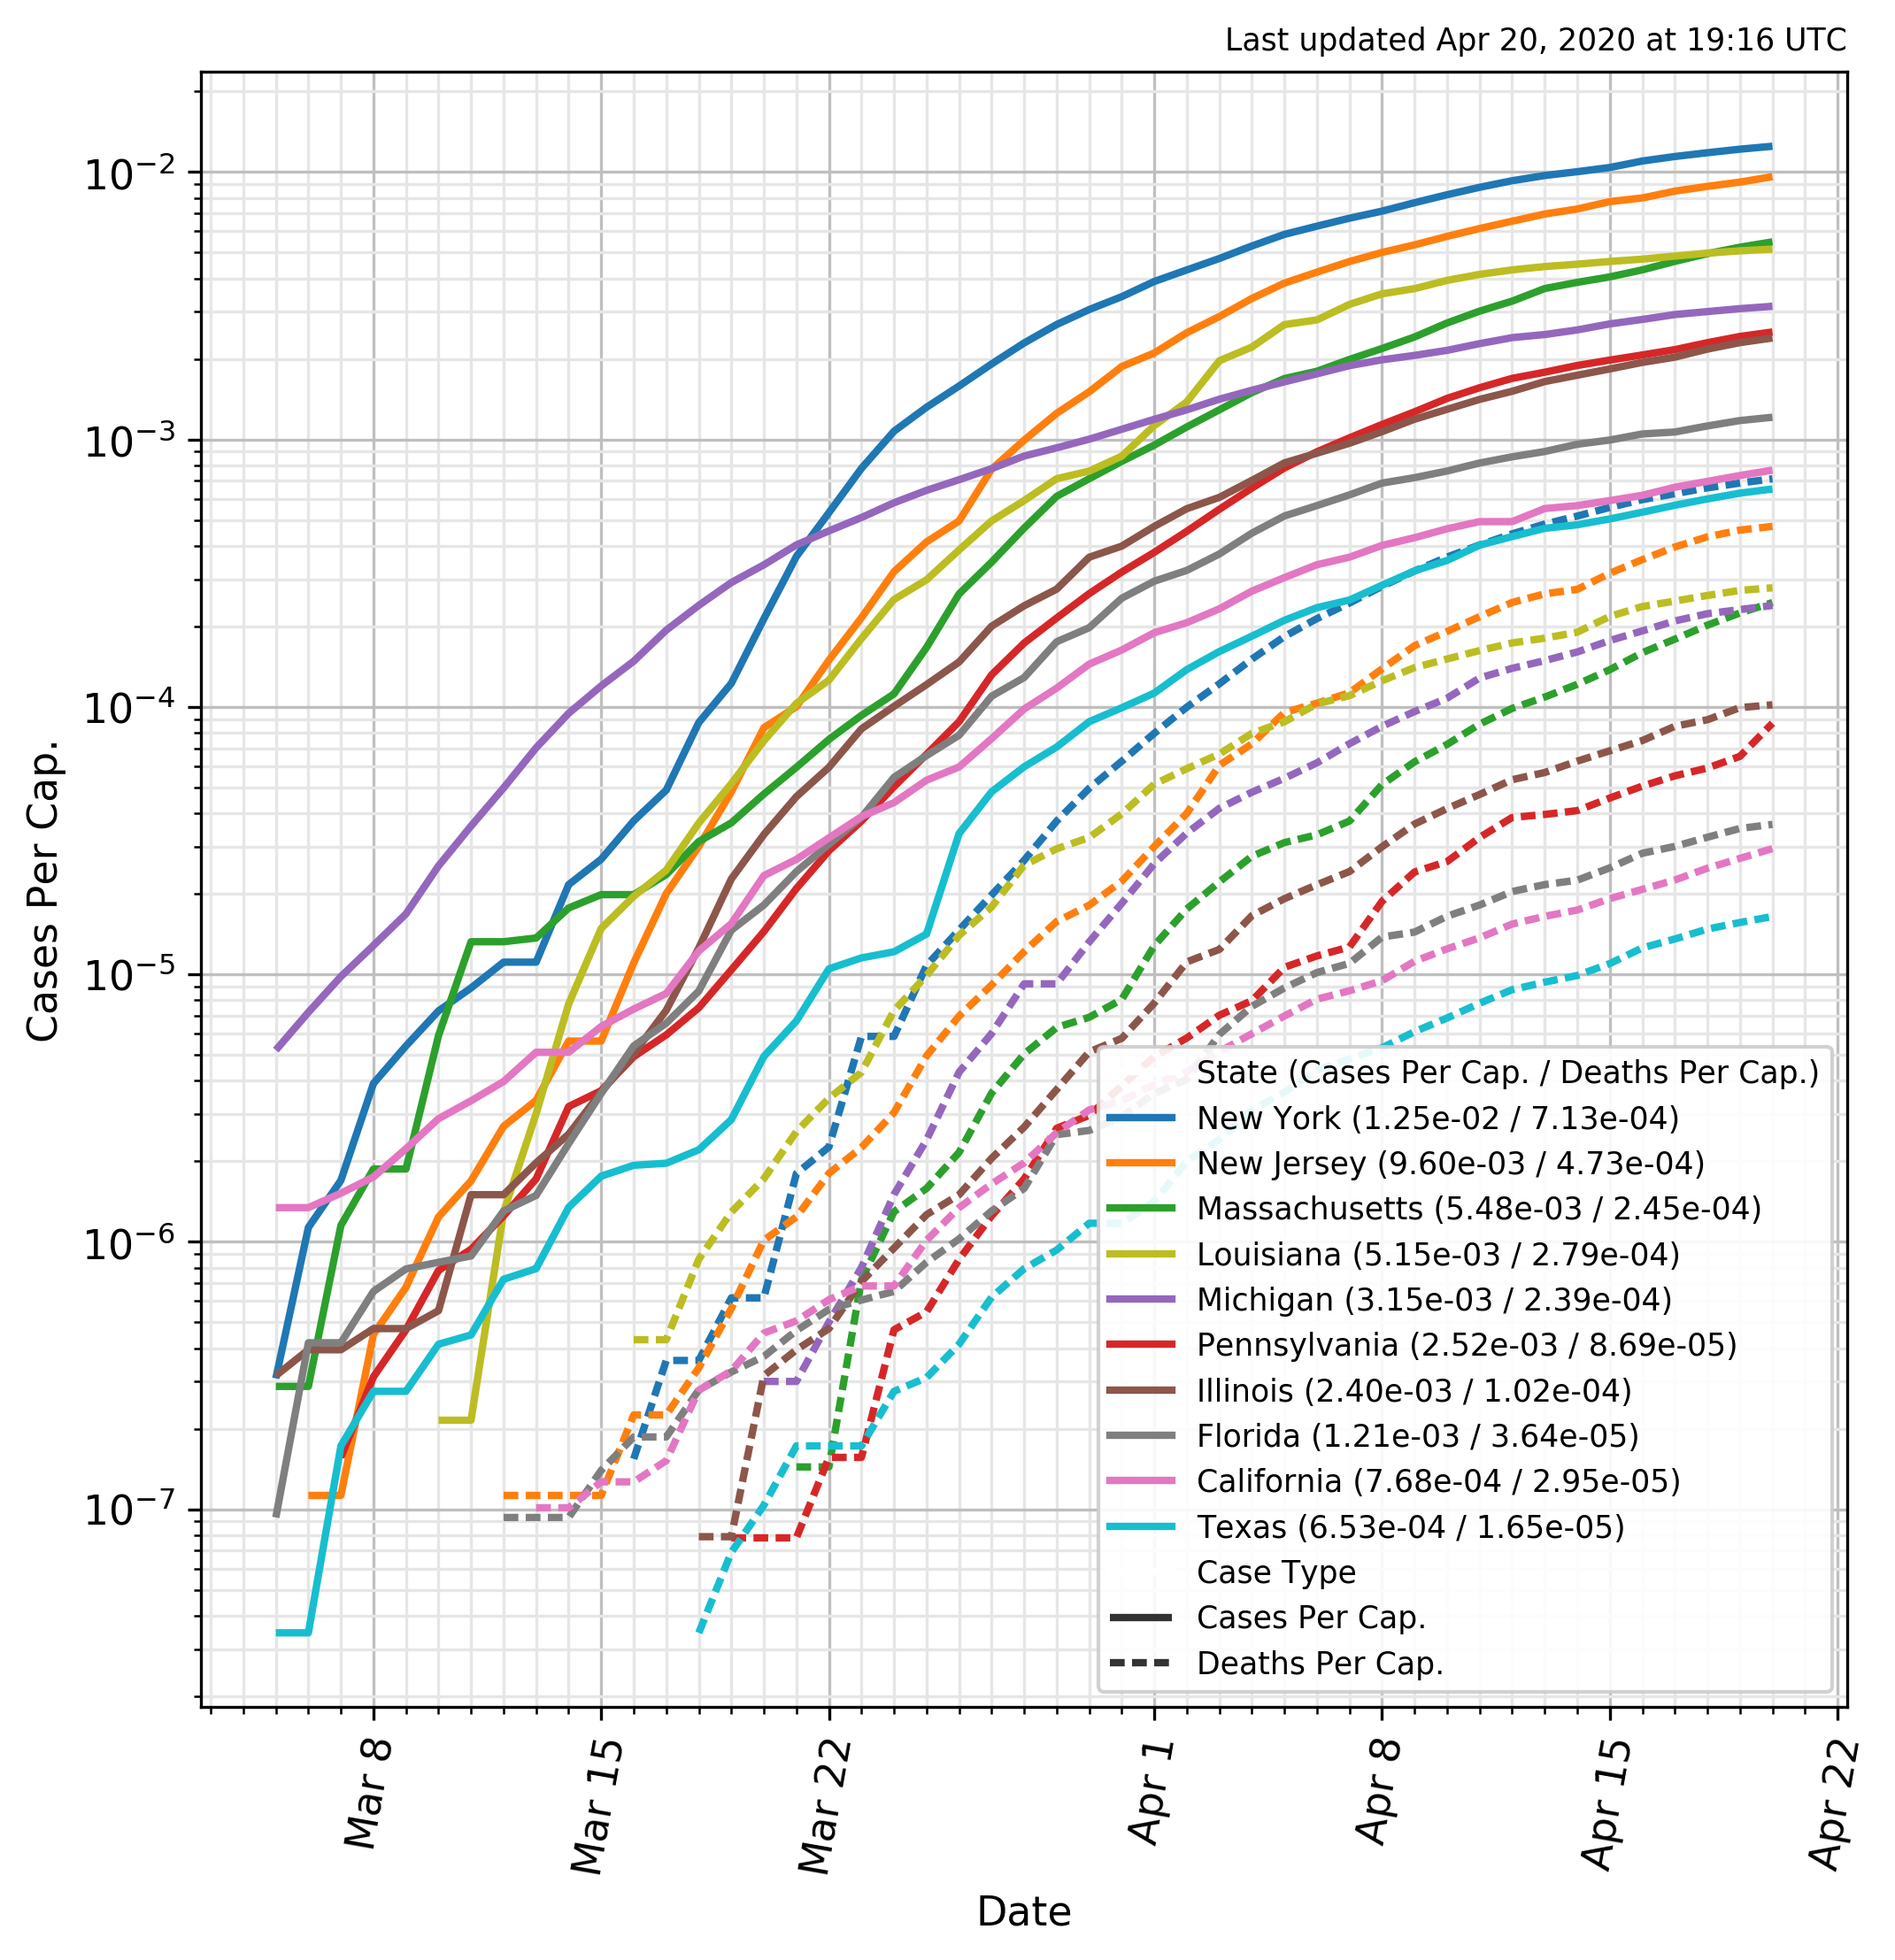 Last updated Apr 20, 2020 at 19:16 UTC
Cases Per Cap.
10⁻²
10⁻³
10⁻⁴
10⁻⁵
10⁻⁶
10⁻⁷
State (Cases Per Cap. / Deaths Per Cap.)
New York (1.25e-02 / 7.13e-04)
New Jersey (9.60e-03 / 4.73e-04)
Massachusetts (5.48e-03 / 2.45e-04)
Louisiana (5.15e-03 / 2.79e-04)
Michigan (3.15e-03 / 2.39e-04)
Pennsylvania (2.52e-03 / 8.69e-05)
Illinois (2.40e-03 / 1.02e-04)
Florida (1.21e-03 / 3.64e-05)
California (7.68e-04 / 2.95e-05)
Texas (6.53e-04 / 1.65e-05)
Case Type
Cases Per Cap.
Deaths Per Cap.
Mar 8
Mar 15
Mar 22
Apr 1
Apr 8
Apr 15
Apr 22
Date